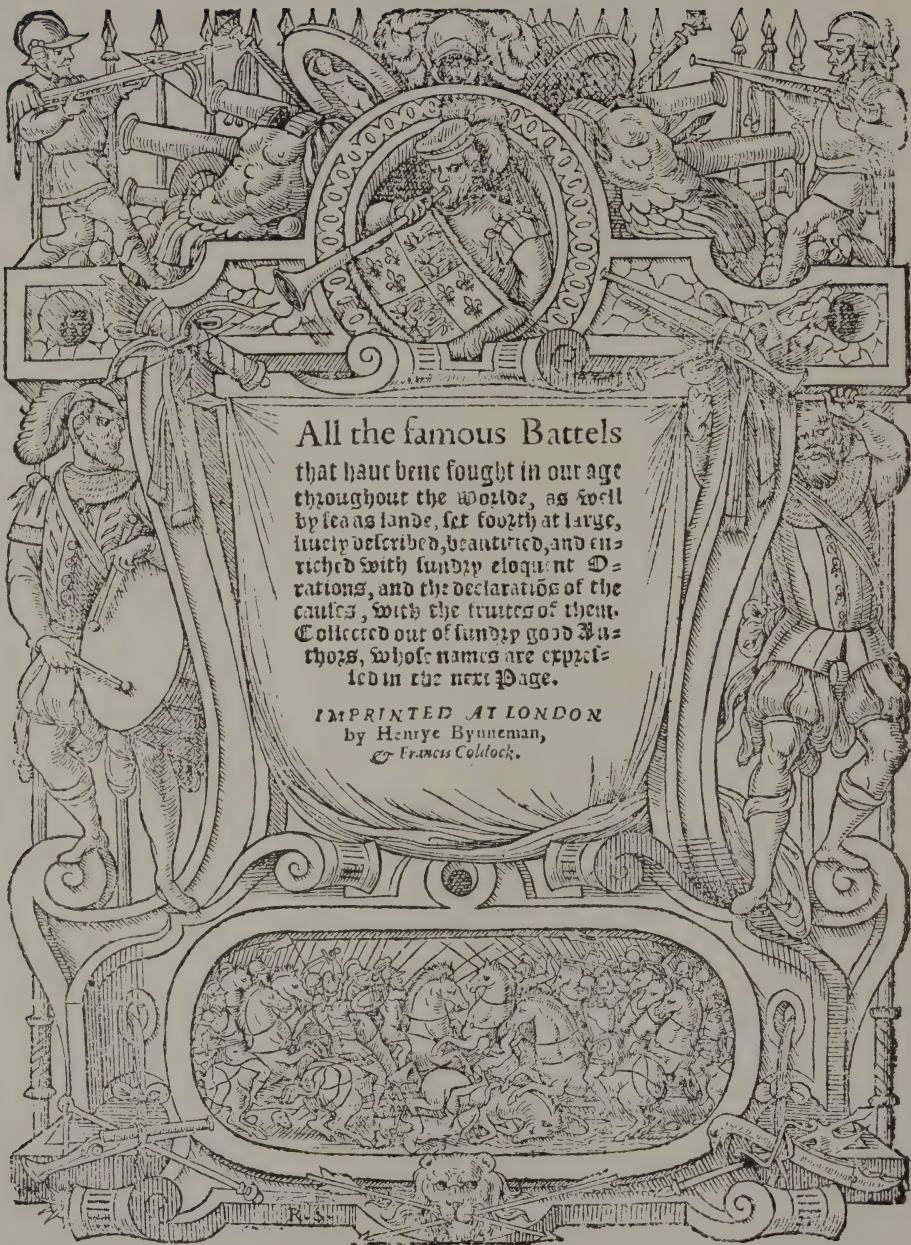 All the famous Battels
that haue bene fought in our age
throughout the worlde, as well
by sea as lande, set foorth at large,
liuely described, beautified, and en=
riched with sundry eloquent O=
rations, and the declaratiõs of the
causes, with the fruites of them.
Collected out of sundry good Au=
thors, whose names are expres=
sed in the next Page.
IMPRINTED AT LONDON
by Henrye Bynneman,
& Francis Coldock.
R. S.